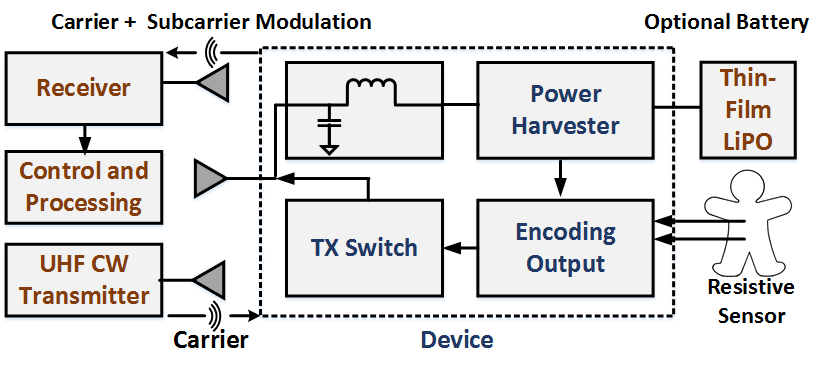 Carrier +  Subcarrier Modulation
Optional Battery
Receiver
Power
Harvester
Thin-
Film
LiPO
Control and
Processing
TX Switch
Encoding
Output
UHF CW
Transmitter
Resistive
Sensor
Carrier
Device